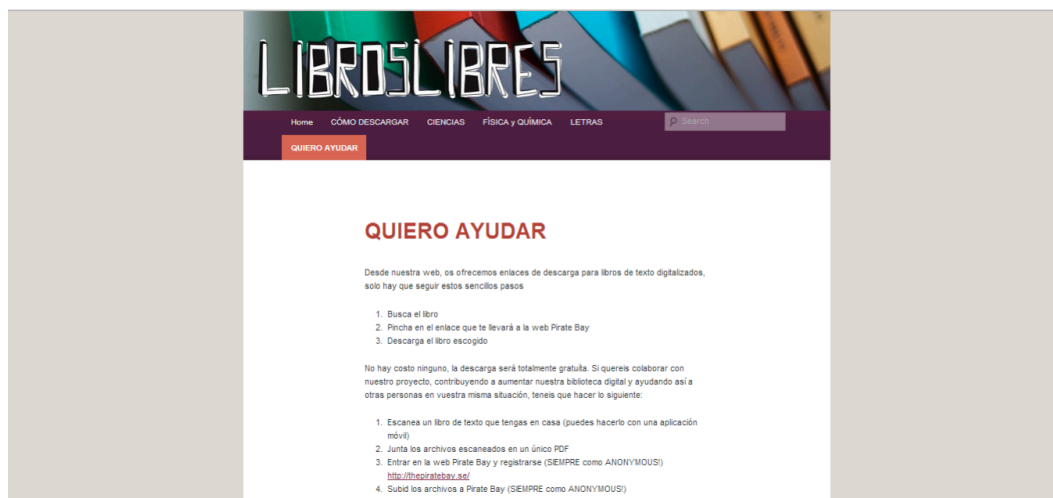 LIBROSLIBRES
Home CÓMO DESCARGAR CIENCIAS FÍSICA y QUÍMICA LETRAS Search
QUIERO AYUDAR
QUIERO AYUDAR
Desde nuestra web, os ofrecemos enlaces de descarga para libros de texto digitalizados,
solo hay que seguir estos sencillos pasos
1. Busca el libro
2. Pincha en el enlace que te llevará a la web Pirate Bay
3. Descarga el libro escogido
No hay costo ninguno, la descarga será totalmente gratuíta. Si quereis colaborar con
nuestro proyecto, contribuyendo a aumentar nuestra biblioteca digital y ayudando así a
otras personas en vuestra misma situación, teneis que hacer lo siguiente:
1. Escanea un libro de texto que tengas en casa (puedes hacerlo con una aplicación
móvil)
2. Junta los archivos escaneados en un único PDF
3. Entrar en la web Pirate Bay y registrarse (SIEMPRE como ANONYMOUS!)
http://thepiratebay.se/
4. Subid los archivos a Pirate Bay (SIEMPRE como ANONYMOUS!)